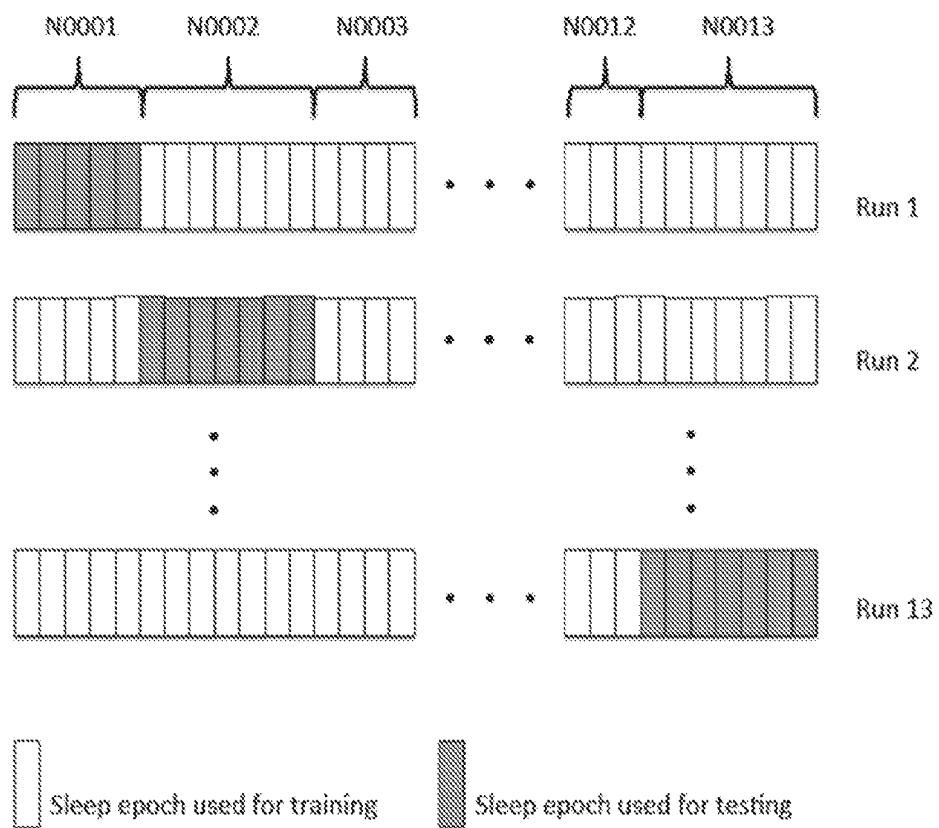 N0001 N0002 N0003 N0012 N0013
Run 1
Run 2
Run 13
Sleep epoch used for training
Sleep epoch used for testing